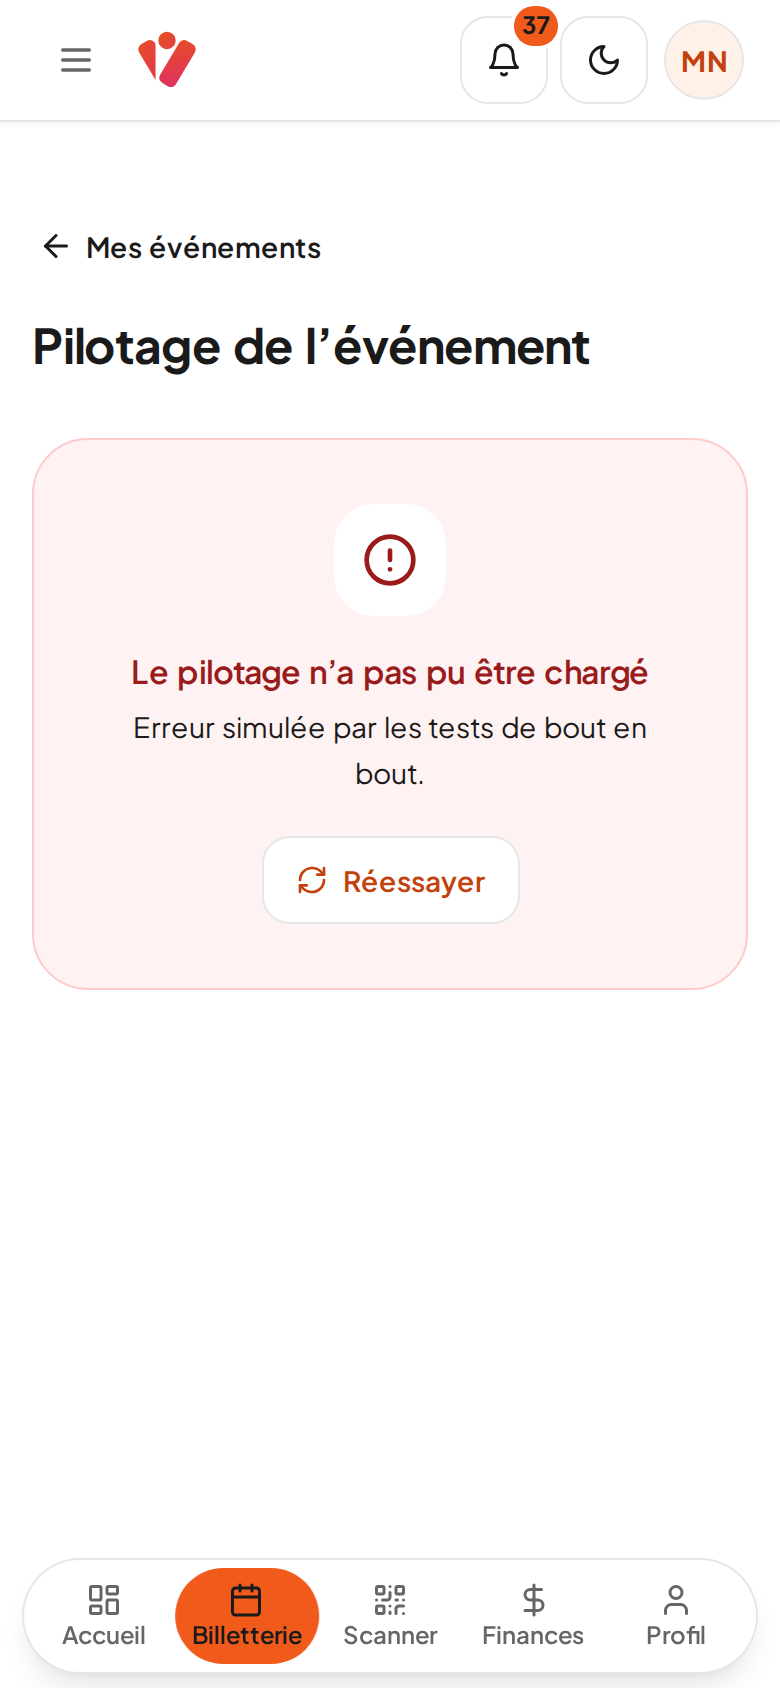 37
MN
Mes événements
Pilotage de l’événement
Le pilotage n’a pas pu être chargé
Erreur simulée par les tests de bout en
bout.
Réessayer
Accueil
Billetterie
Scanner
Finances
Profil